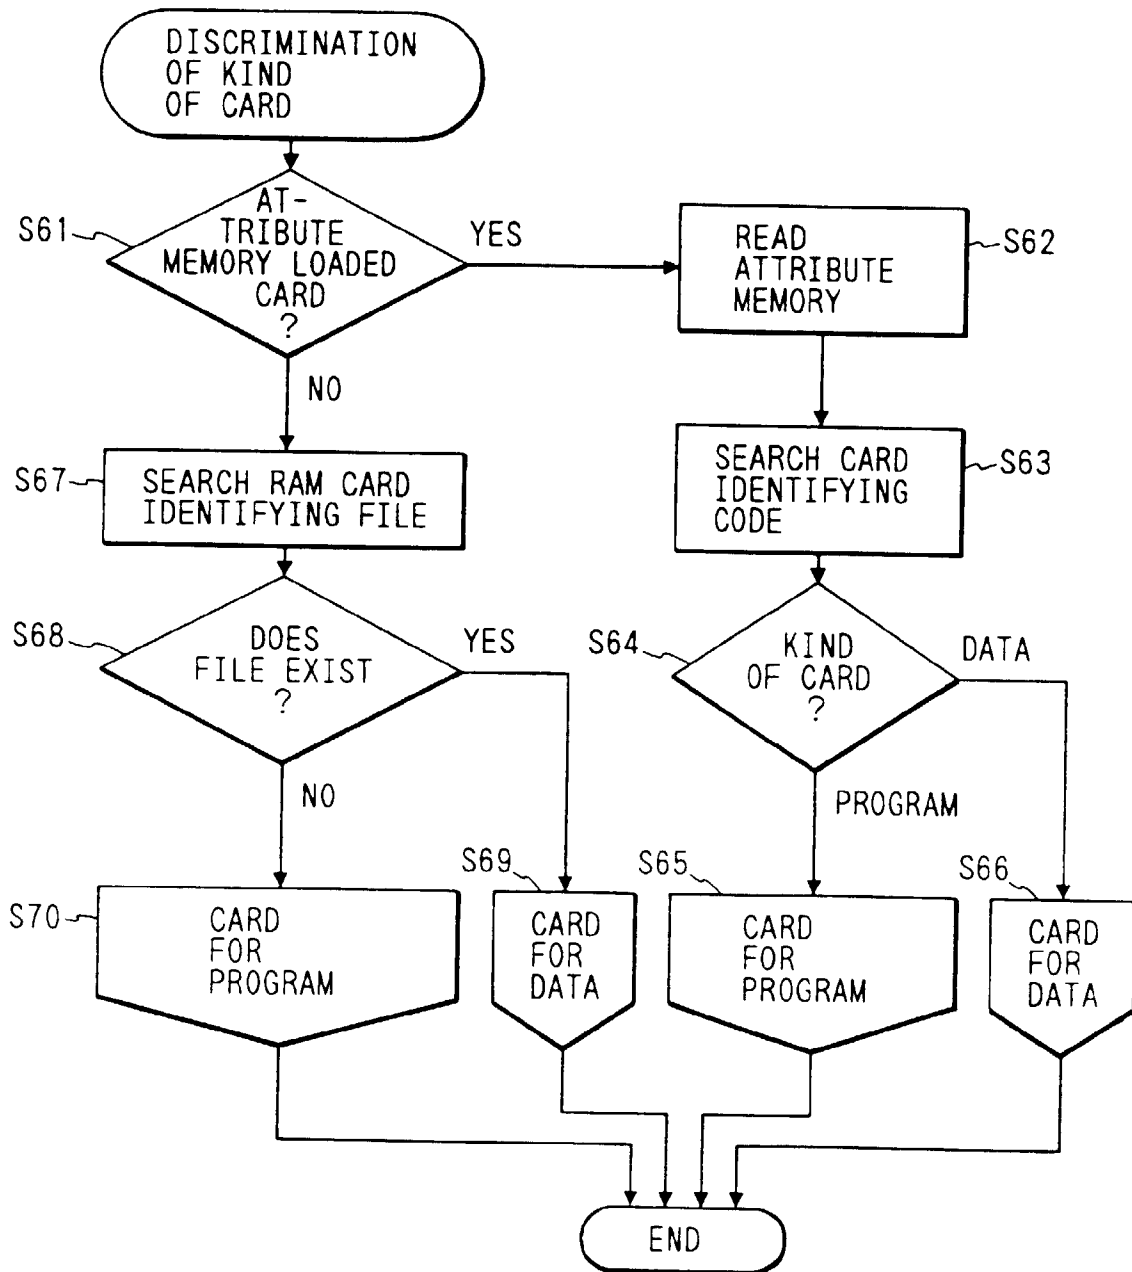 DISCRIMINATION
OF KIND
OF CARD
S61
AT-
TRIBUTE
MEMORY LOADED
CARD
?
YES
NO
READ
ATTRIBUTE
MEMORY
S62
SEARCH CARD
IDENTIFYING
CODE
S63
S67
SEARCH RAM CARD
IDENTIFYING FILE
S68
DOES
FILE EXIST
?
YES
NO
S64
KIND
OF CARD
?
DATA
PROGRAM
S70
CARD
FOR
PROGRAM
S69
CARD
FOR
DATA
S65
CARD
FOR
PROGRAM
S66
CARD
FOR
DATA
END